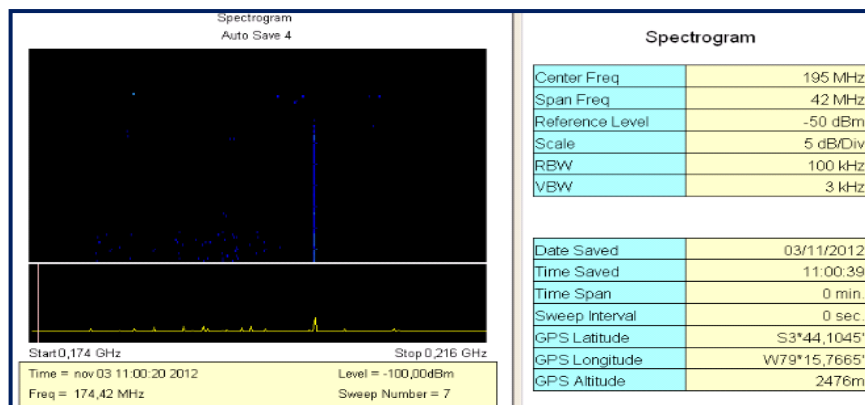 Spectrogram
Auto Save 4
Start 0,174 GHz Stop 0,216 GHz
Time = nov 03 11:00:20 2012 Level = -100,00dBm
Freq = 174,42 MHz Sweep Number = 7
Spectrogram
Center Freq 195 MHz
Span Freq 42 MHz
Reference Level -50 dBm
Scale 5 dB/Div
RBW 100 kHz
VBW 3 kHz
Date Saved 03/11/2012
Time Saved 11:00:39
Time Span 0 min.
Sweep Interval 0 sec.
GPS Latitude S3*44,1045'
GPS Longitude W79*15,7665'
GPS Altitude 2476m